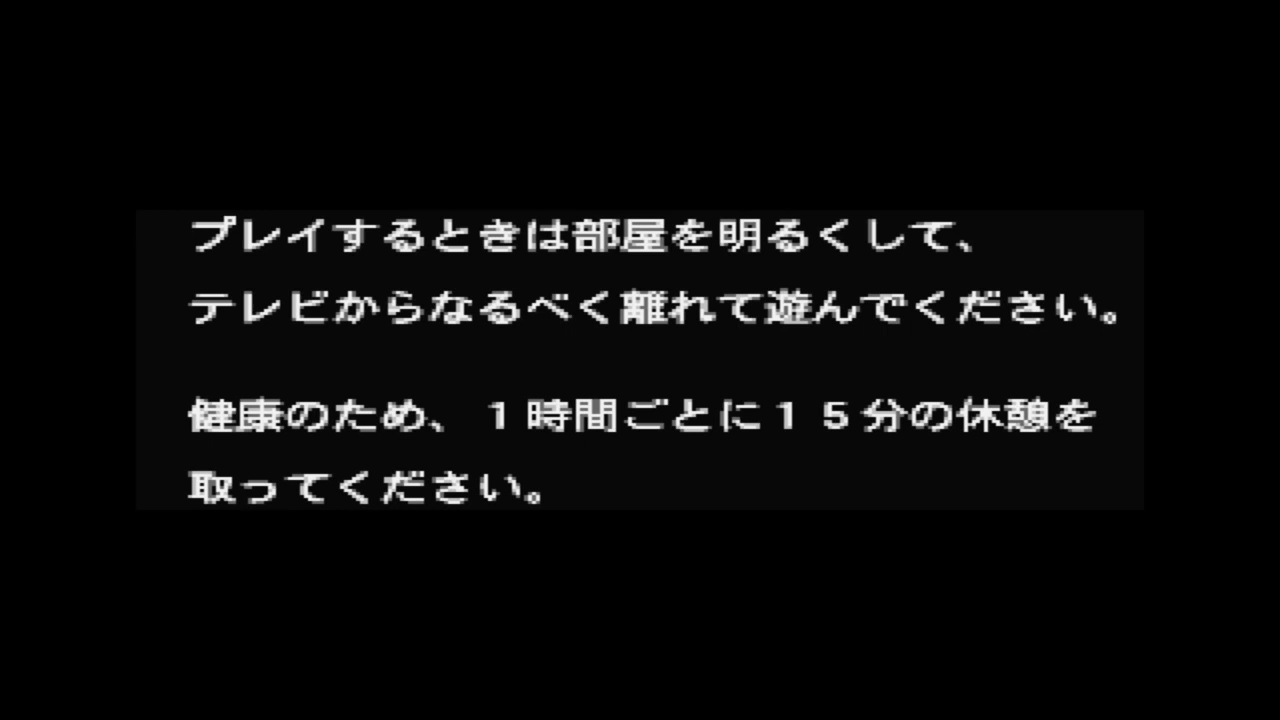 プレイするときは部屋を明るくして、
テレビからなるべく離れて遊んでください。
健康のため、１時間ごとに１５分の休憩を
取ってください。